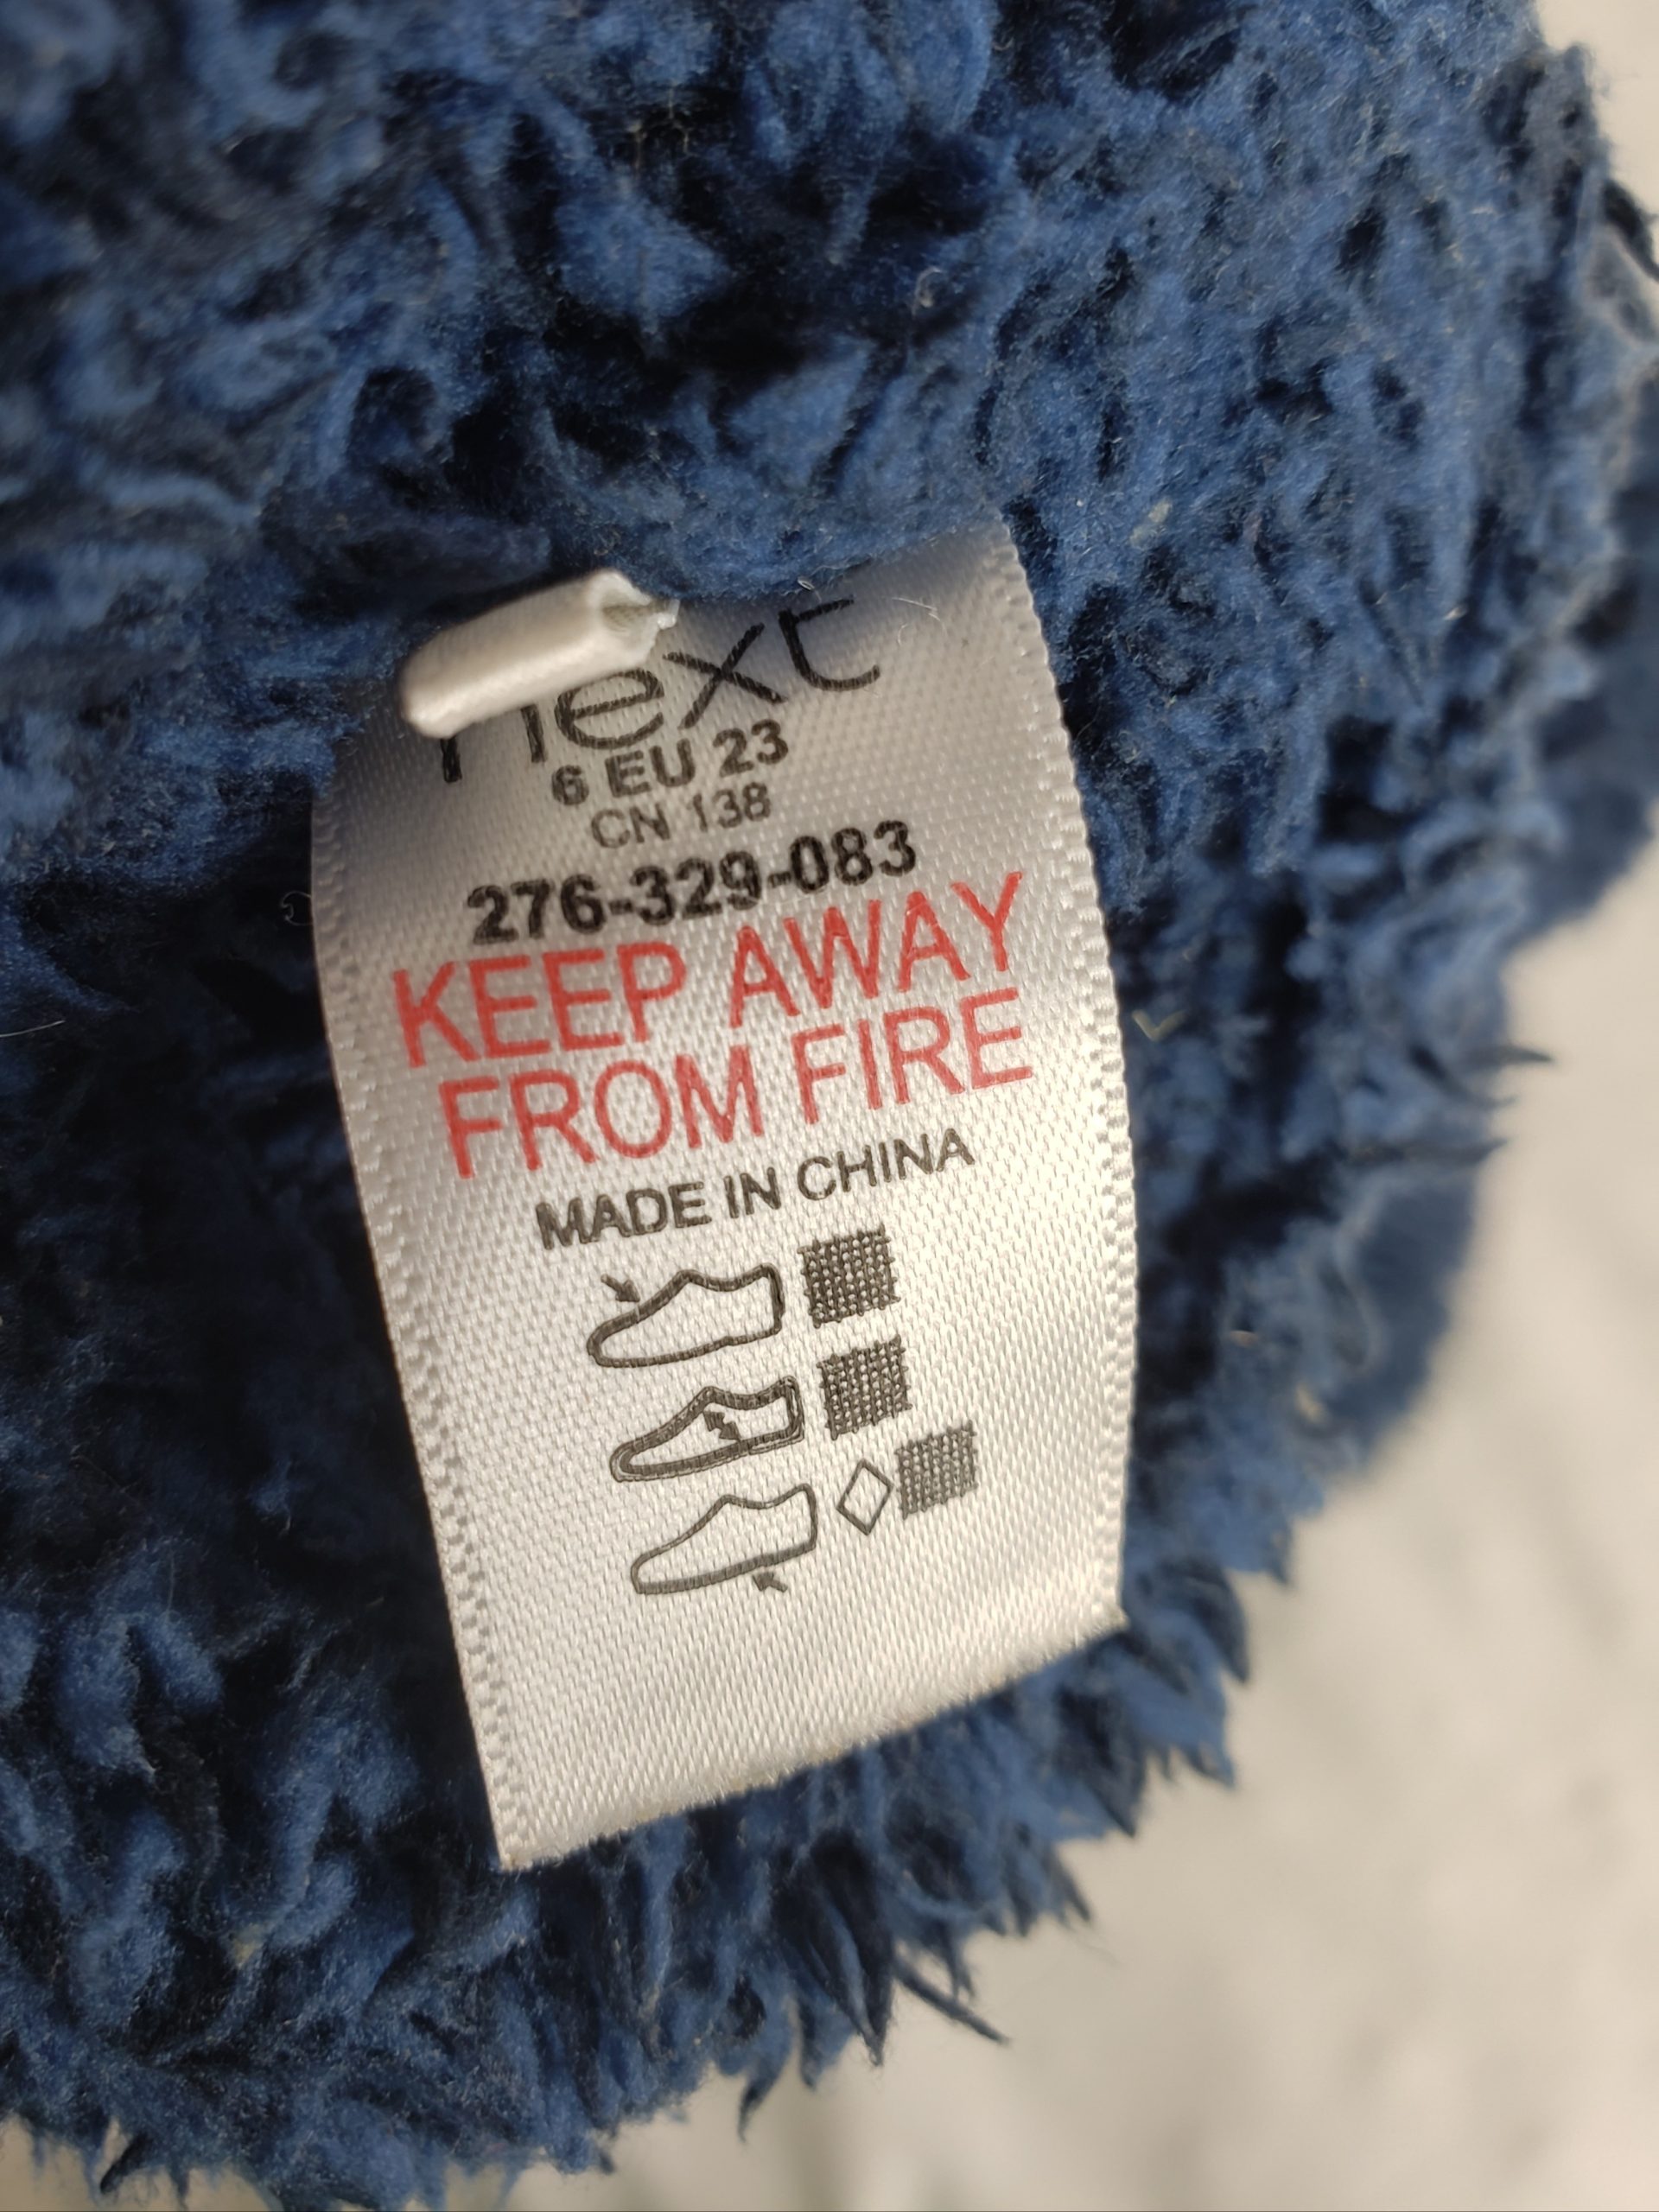 next
6 EU 23
CN 138
276-329-083
KEEP AWAY
FROM FIRE
MADE IN CHINA